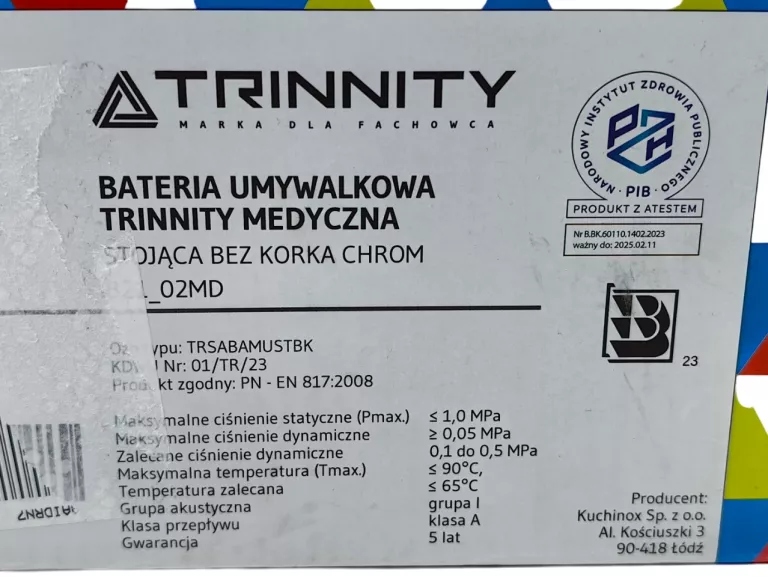 TRINNITY
MARKA DLA FACHOWCA
BATERIA UMYWALKOWA
TRINNITY MEDYCZNA
STOJĄCA BEZ KORKA CHROM
_02MD
typu: TRSABAMUSTBK
Nr: 01/TR/23
Produkt zgodny: PN - EN 817:2008
Maksymalne ciśnienie statyczne (Pmax.) ≤ 1,0 MPa
Maksymalne ciśnienie dynamiczne ≥ 0,05 MPa
Zalecane ciśnienie dynamiczne 0,1 do 0,5 MPa
Maksymalna temperatura (Tmax.) ≤ 90°C,
Temperatura zalecana ≤ 65°C
Grupa akustyczna grupa I
Klasa przepływu klasa A
Gwarancja 5 lat
NARODOWY INSTYTUT ZDROWIA PUBLICZNEGO
PZH
· PIB ·
PRODUKT Z ATESTEM
Nr B.BK.60110.1402.2023
ważny do: 2025.02.11
B
23
Producent:
Kuchinox Sp. z o.o.
Al. Kościuszki 3
90-418 Łódź